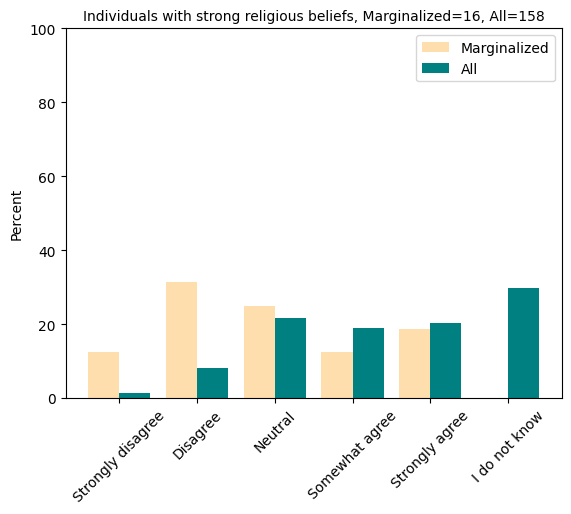 Individuals with strong religious beliefs, Marginalized=16, All=158
Marginalized
All
Percent
100
80
60
40
20
0
Strongly disagree
Disagree
Neutral
Somewhat agree
Strongly agree
I do not know